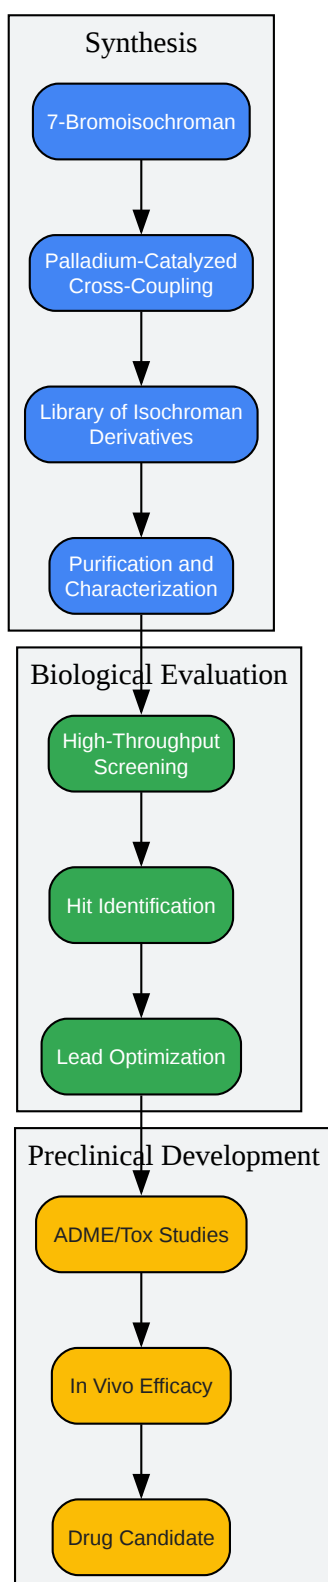 Synthesis
7-Bromoisochroman
Palladium-Catalyzed
Cross-Coupling
Library of Isochroman
Derivatives
Purification and
Characterization
Biological Evaluation
High-Throughput
Screening
Hit Identification
Lead Optimization
Preclinical Development
ADME/Tox Studies
In Vivo Efficacy
Drug Candidate